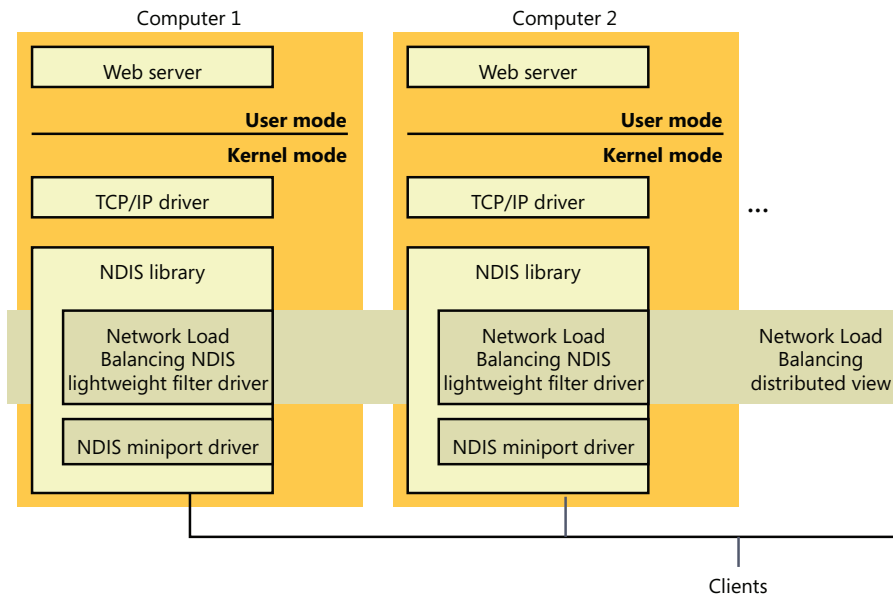 Computer 1
Computer 2
Web server
Web server
User mode
User mode
Kernel mode
Kernel mode
TCP/IP driver
TCP/IP driver
...
NDIS library
NDIS library
Network Load
Balancing NDIS
lightweight filter driver
Network Load
Balancing NDIS
lightweight filter driver
Network Load
Balancing
distributed view
NDIS miniport driver
NDIS miniport driver
Clients